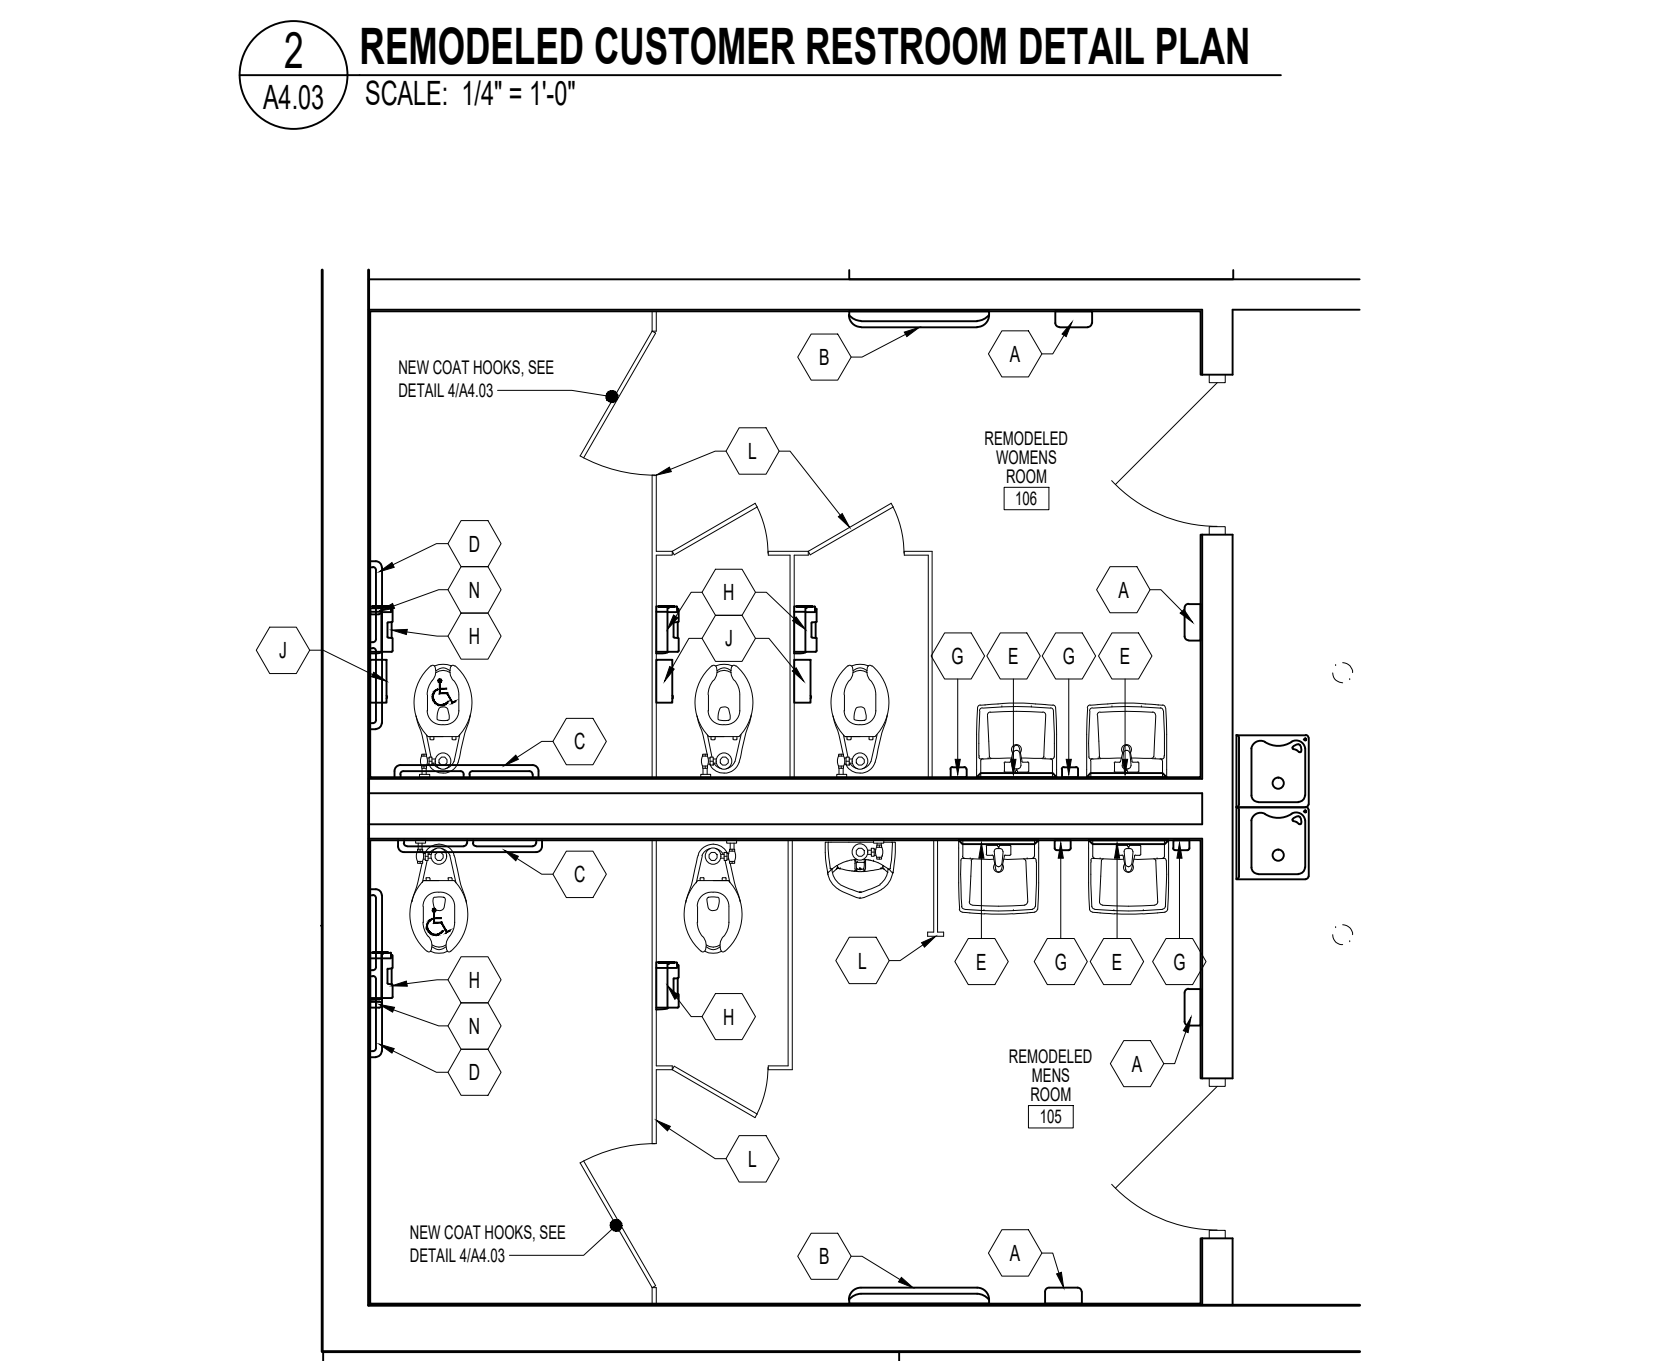 2
A4.03
REMODELED CUSTOMER RESTROOM DETAIL PLAN
SCALE: 1/4" = 1'-0"
NEW COAT HOOKS, SEE
DETAIL 4/A4.03
B
A
L
REMODELED
WOMENS
ROOM
106
D
N
H
J
H
J
A
G
E
G
E
C
C
L
E
G
E
G
H
N
D
H
A
REMODELED
MENS
ROOM
105
L
NEW COAT HOOKS, SEE
DETAIL 4/A4.03
B
A